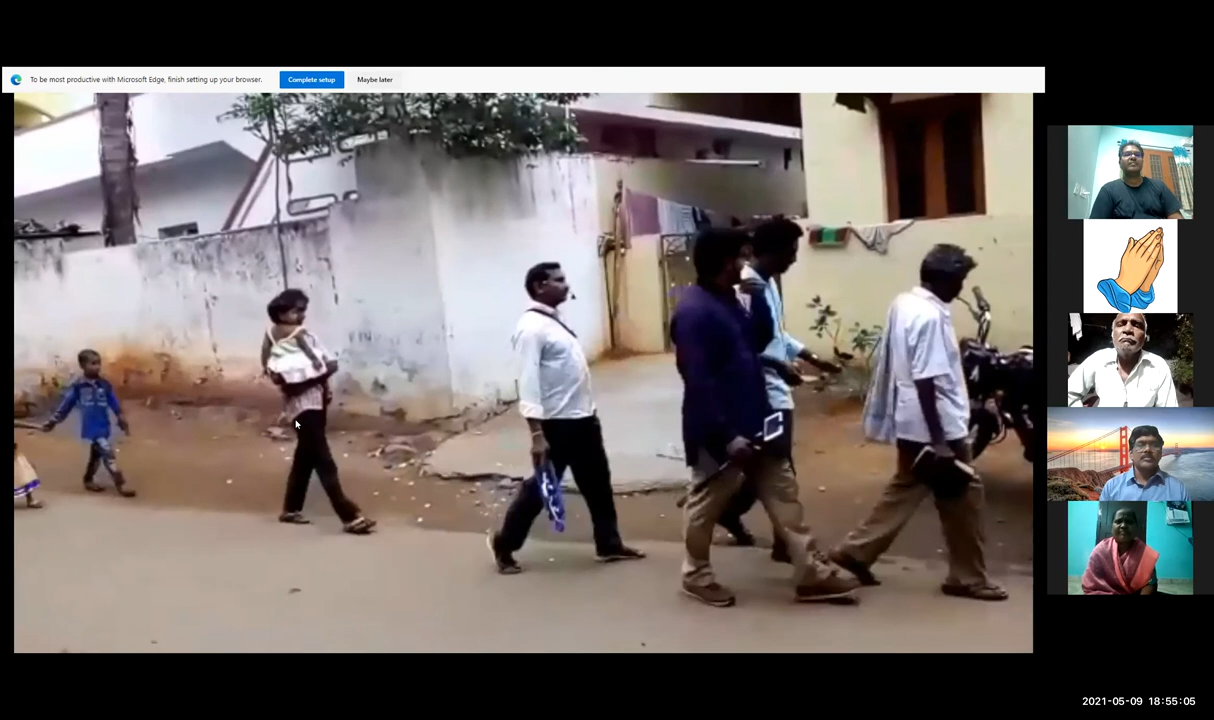 To be most productive with Microsoft Edge, finish setting up your browser.
Complete setup
Maybe later
2021-05-09 18:55:05